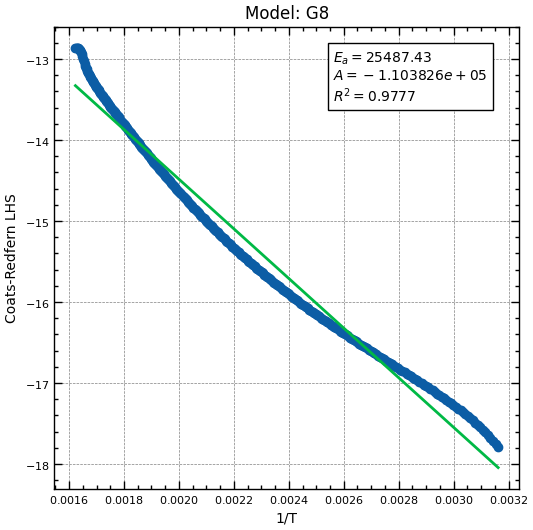 Model: G8
E_a = 25487.43
A = −1.103826e + 05
R² = 0.9777
Coats-Redfern LHS
−13
−14
−15
−16
−17
−18
0.0016 0.0018 0.0020 0.0022 0.0024 0.0026 0.0028 0.0030 0.0032
1/T